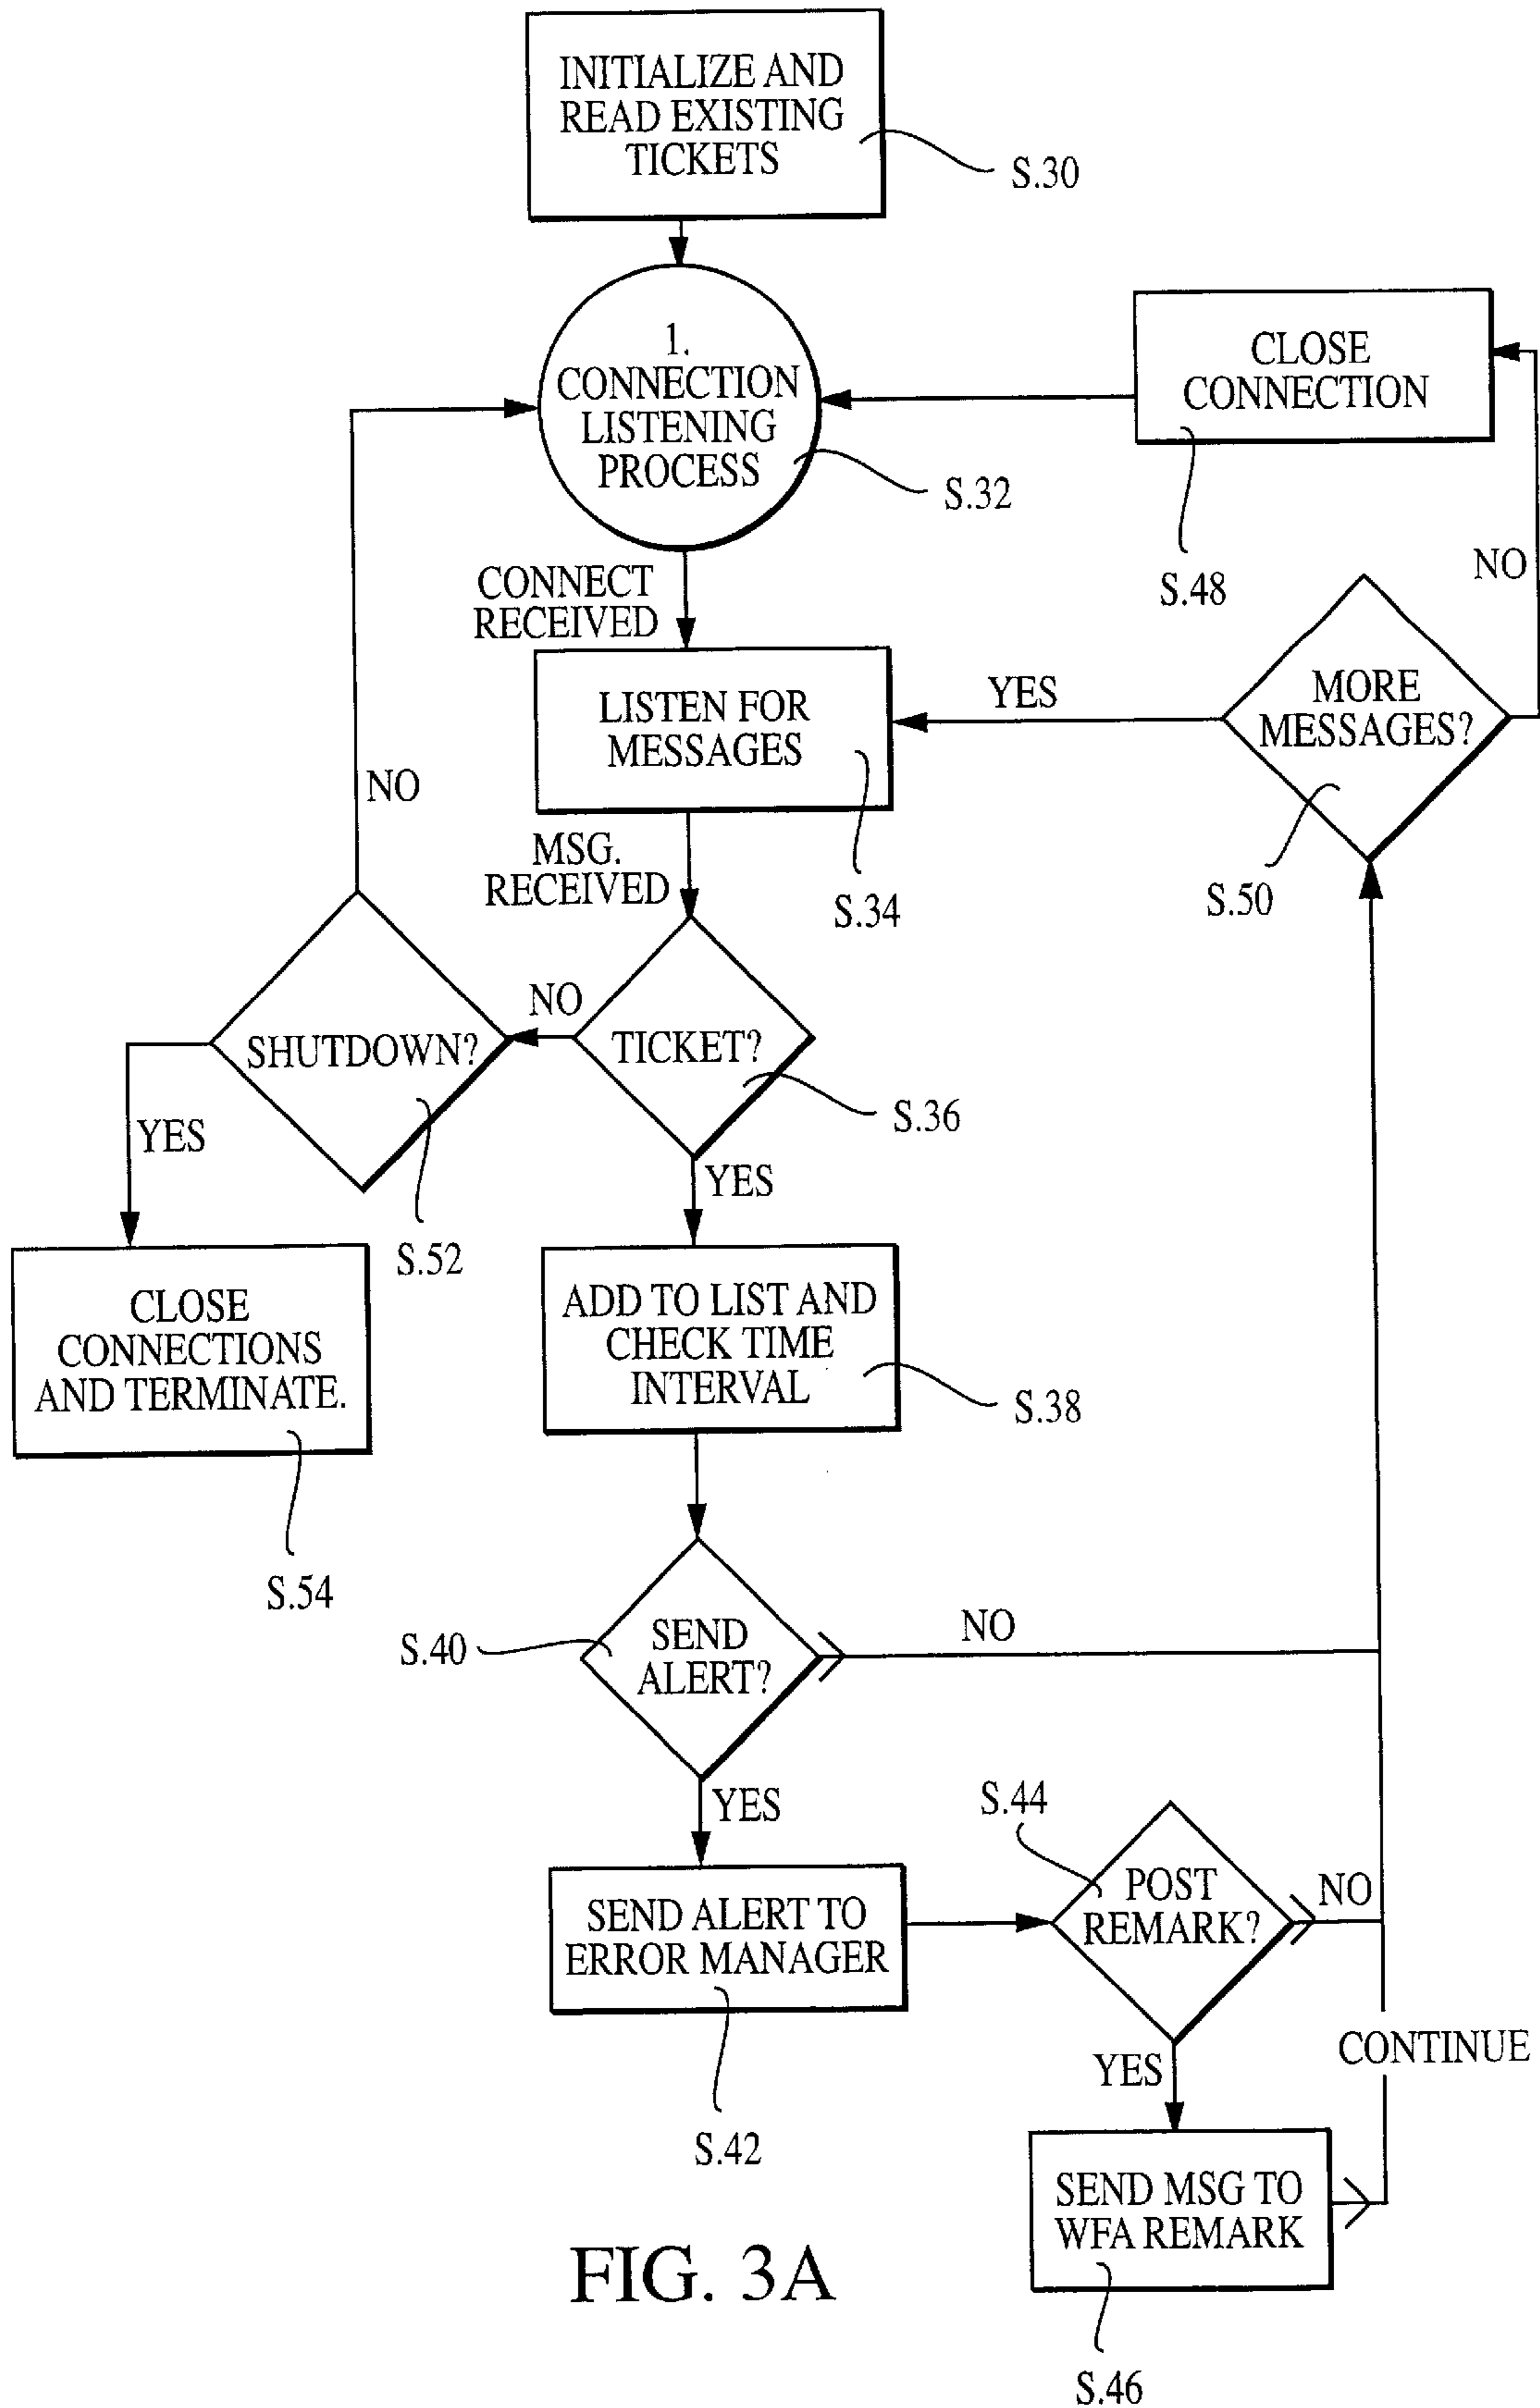 INITIALIZE AND
READ EXISTING
TICKETS
S.30
1.
CONNECTION
LISTENING
PROCESS
S.32
CLOSE
CONNECTION
S.48
NO
CONNECT
RECEIVED
LISTEN FOR
MESSAGES
S.34
YES
MORE
MESSAGES?
S.50
NO
MSG.
RECEIVED
SHUTDOWN?
S.52
NO
TICKET?
S.36
YES
YES
CLOSE
CONNECTIONS
AND TERMINATE.
S.54
ADD TO LIST AND
CHECK TIME
INTERVAL
S.38
S.40
SEND
ALERT?
NO
YES
SEND ALERT TO
ERROR MANAGER
S.42
S.44
POST
REMARK?
NO
YES
CONTINUE
SEND MSG TO
WFA REMARK
S.46
FIG. 3A